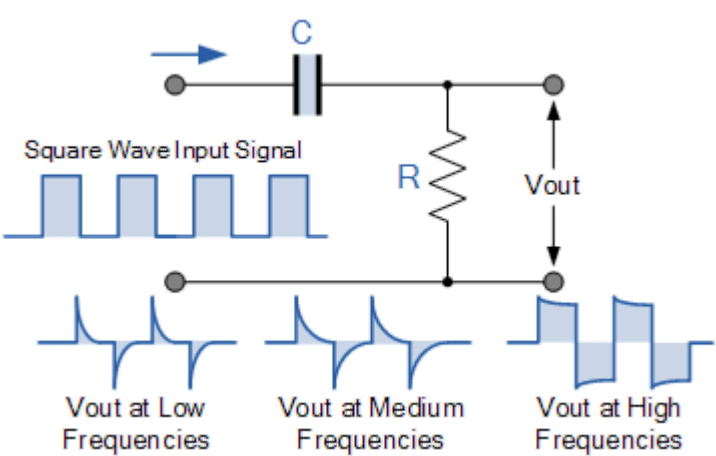 C
Square Wave Input Signal
R
Vout
Vout at Low
Frequencies
Vout at Medium
Frequencies
Vout at High
Frequencies